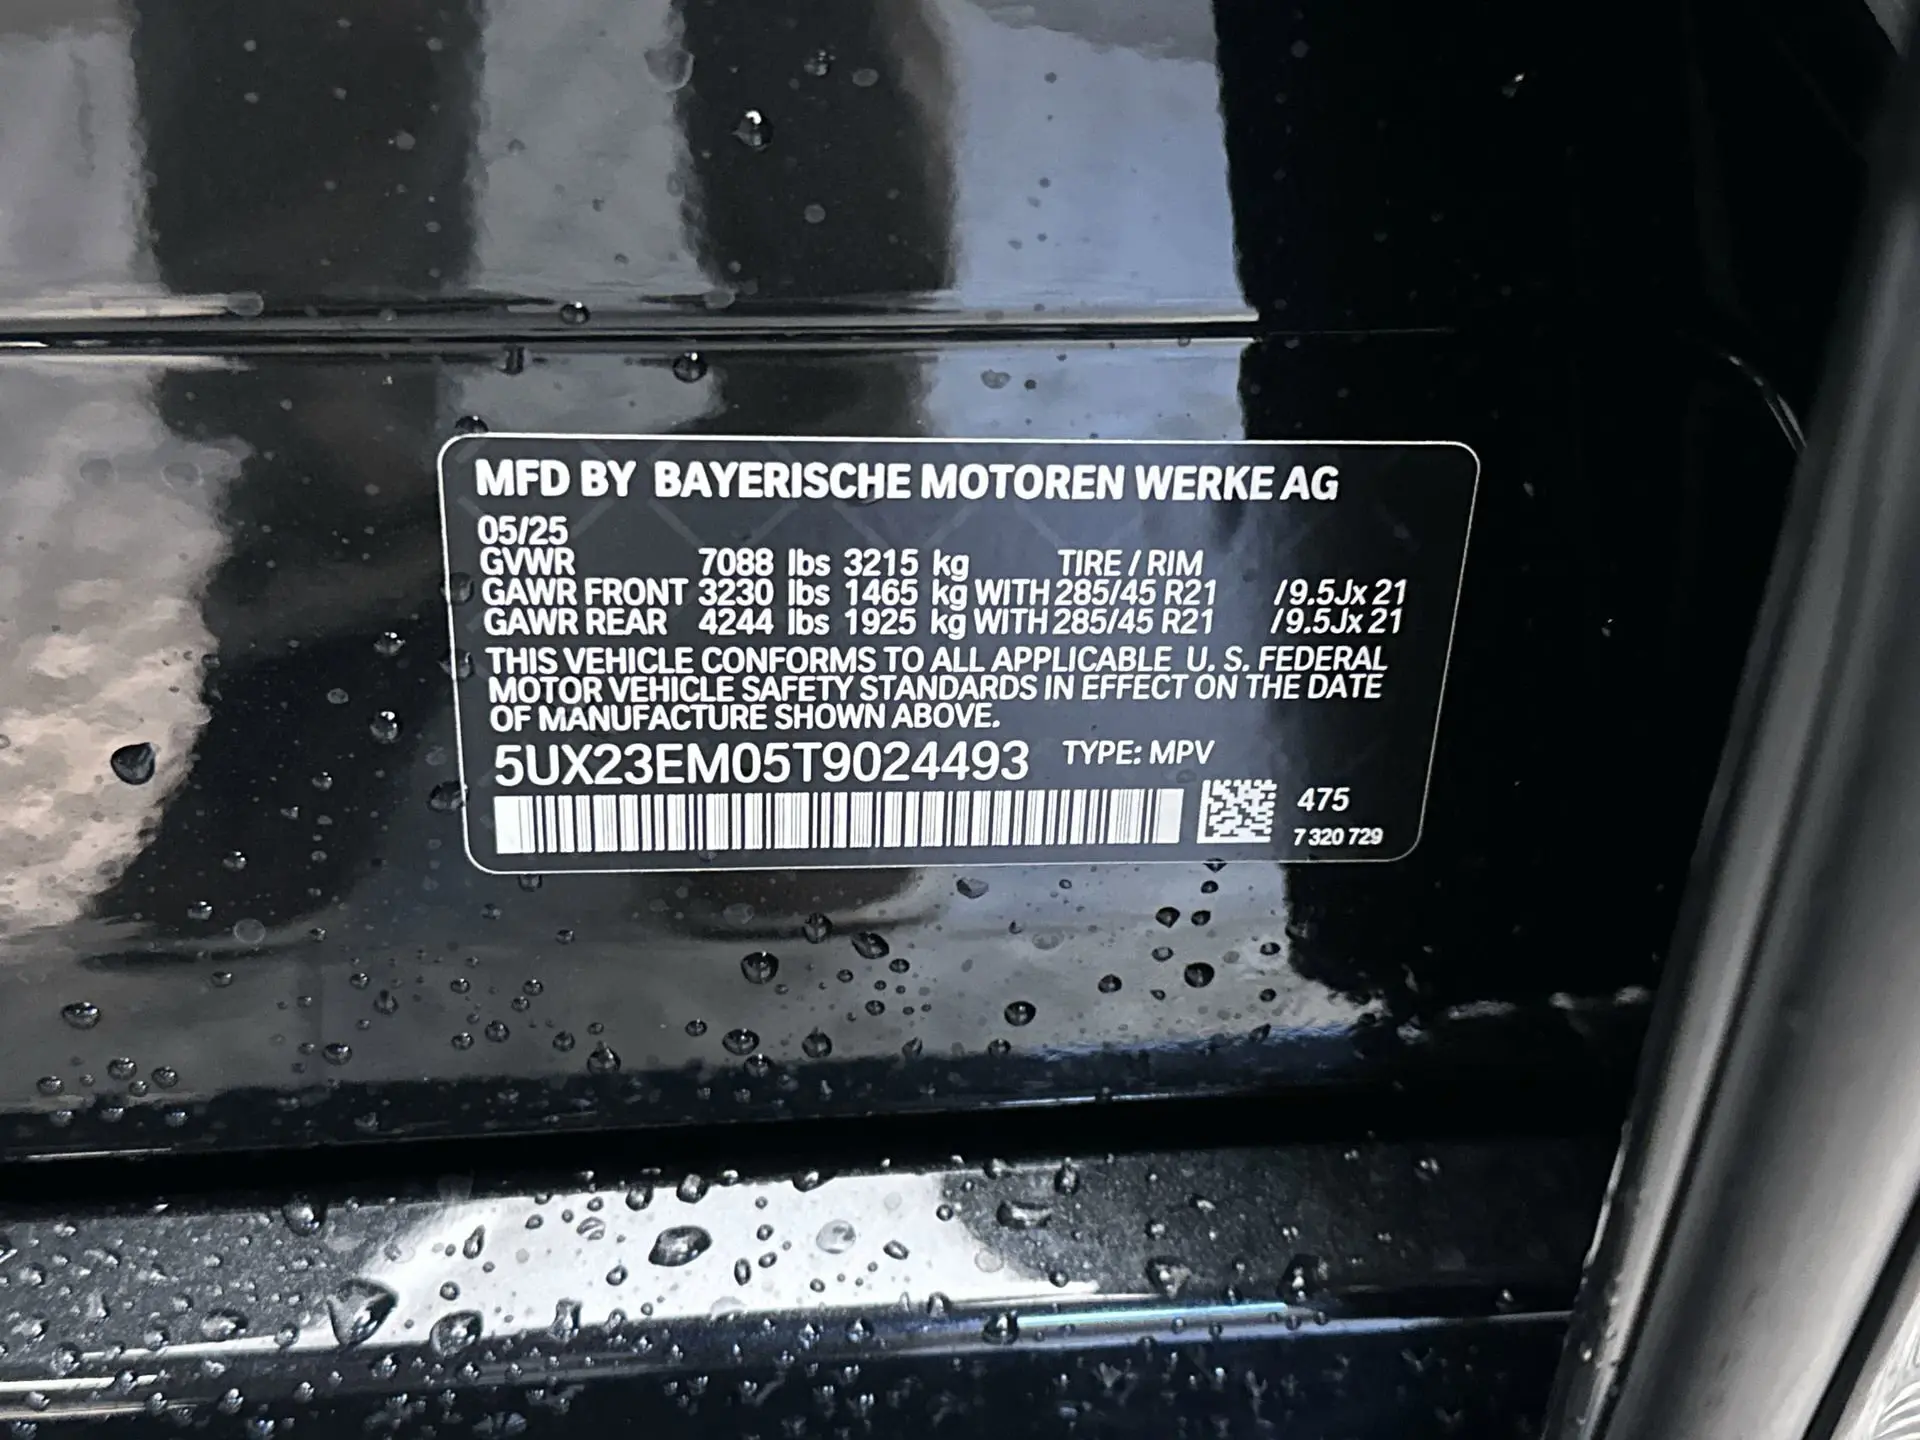 MFD BY BAYERISCHE MOTOREN WERKE AG
05/25
GVWR 7088 lbs 3215 kg TIRE / RIM
GAWR FRONT 3230 lbs 1465 kg WITH 285/45 R21 /9.5Jx 21
GAWR REAR 4244 lbs 1925 kg WITH 285/45 R21 /9.5Jx 21
THIS VEHICLE CONFORMS TO ALL APPLICABLE U. S. FEDERAL
MOTOR VEHICLE SAFETY STANDARDS IN EFFECT ON THE DATE
OF MANUFACTURE SHOWN ABOVE.
5UX23EM05T9024493 TYPE: MPV
475
7 320 729